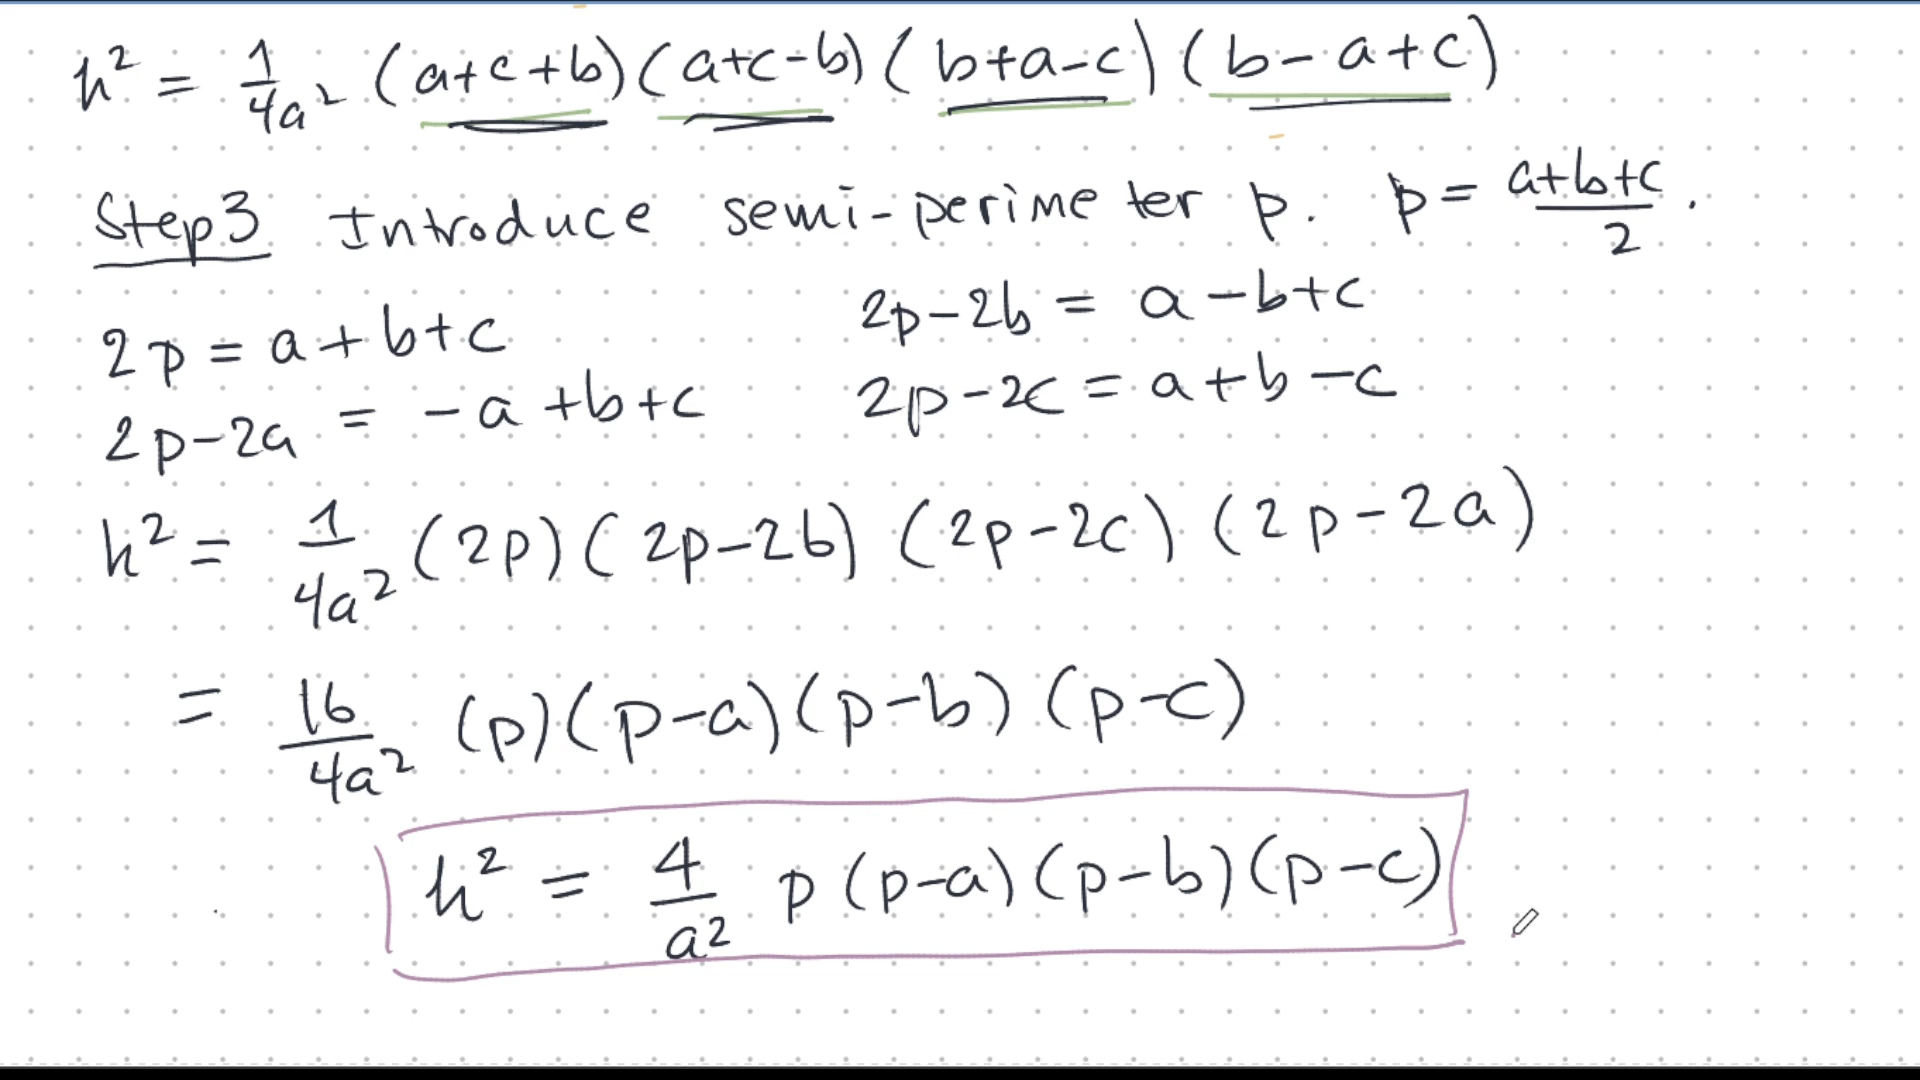 h² = 1/4a² (a+c+b)(a+c-b)(b+a-c)(b-a+c)
Step3 Introduce semi-perimeter p. p = a+b+c/2.
2p = a+b+c
2p-2a = -a+b+c
2p-2b = a-b+c
2p-2c = a+b-c
h² = 1/4a² (2p)(2p-2b)(2p-2c)(2p-2a)
= 16/4a² (p)(p-a)(p-b)(p-c)
h² = 4/a² p(p-a)(p-b)(p-c)